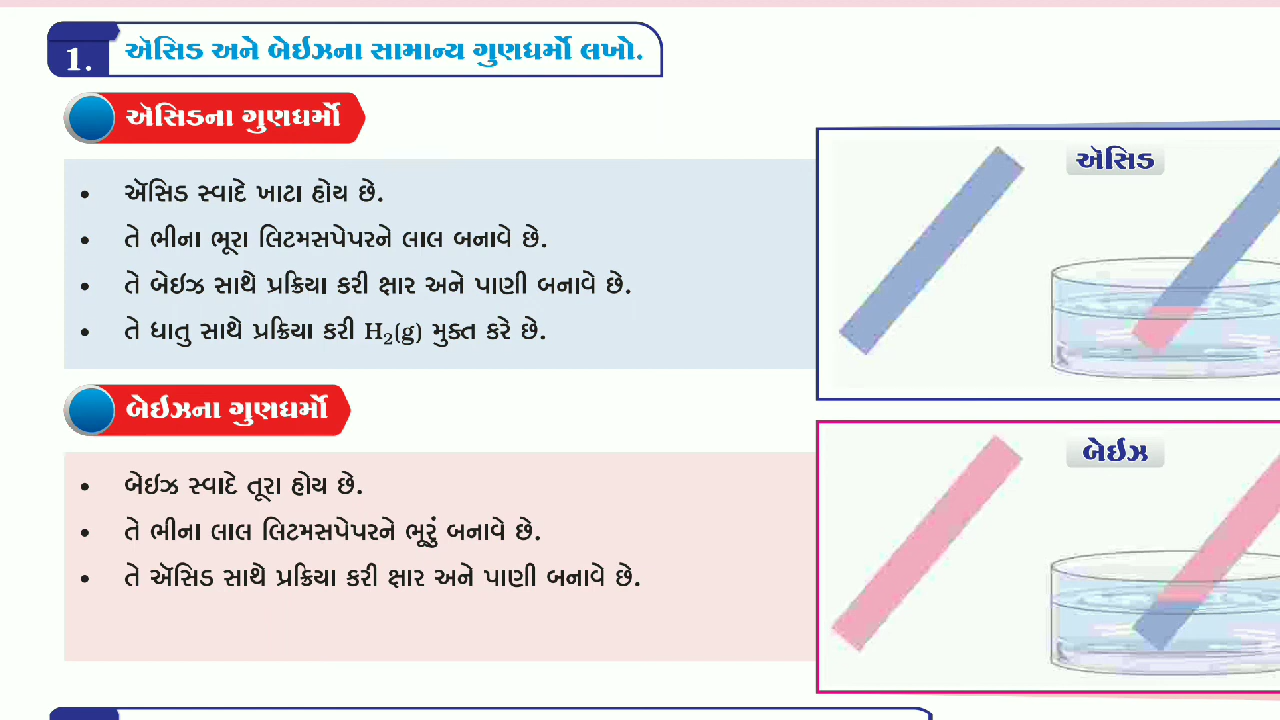 1. ઍસિડ અને બેઇઝના સામાન્ય ગુણધર્મો લખો.
ઍસિડના ગુણધર્મો
• ઍસિડ સ્વાદે ખાટા હોય છે.
• તે ભીના ભૂરા લિટમસપેપરને લાલ બનાવે છે.
• તે બેઇઝ સાથે પ્રક્રિયા કરી ક્ષાર અને પાણી બનાવે છે.
• તે ધાતુ સાથે પ્રક્રિયા કરી H₂(g) મુક્ત કરે છે.
ઍસિડ
બેઇઝના ગુણધર્મો
• બેઇઝ સ્વાદે તૂરા હોય છે.
• તે ભીના લાલ લિટમસપેપરને ભૂરું બનાવે છે.
• તે ઍસિડ સાથે પ્રક્રિયા કરી ક્ષાર અને પાણી બનાવે છે.
બેઇઝ